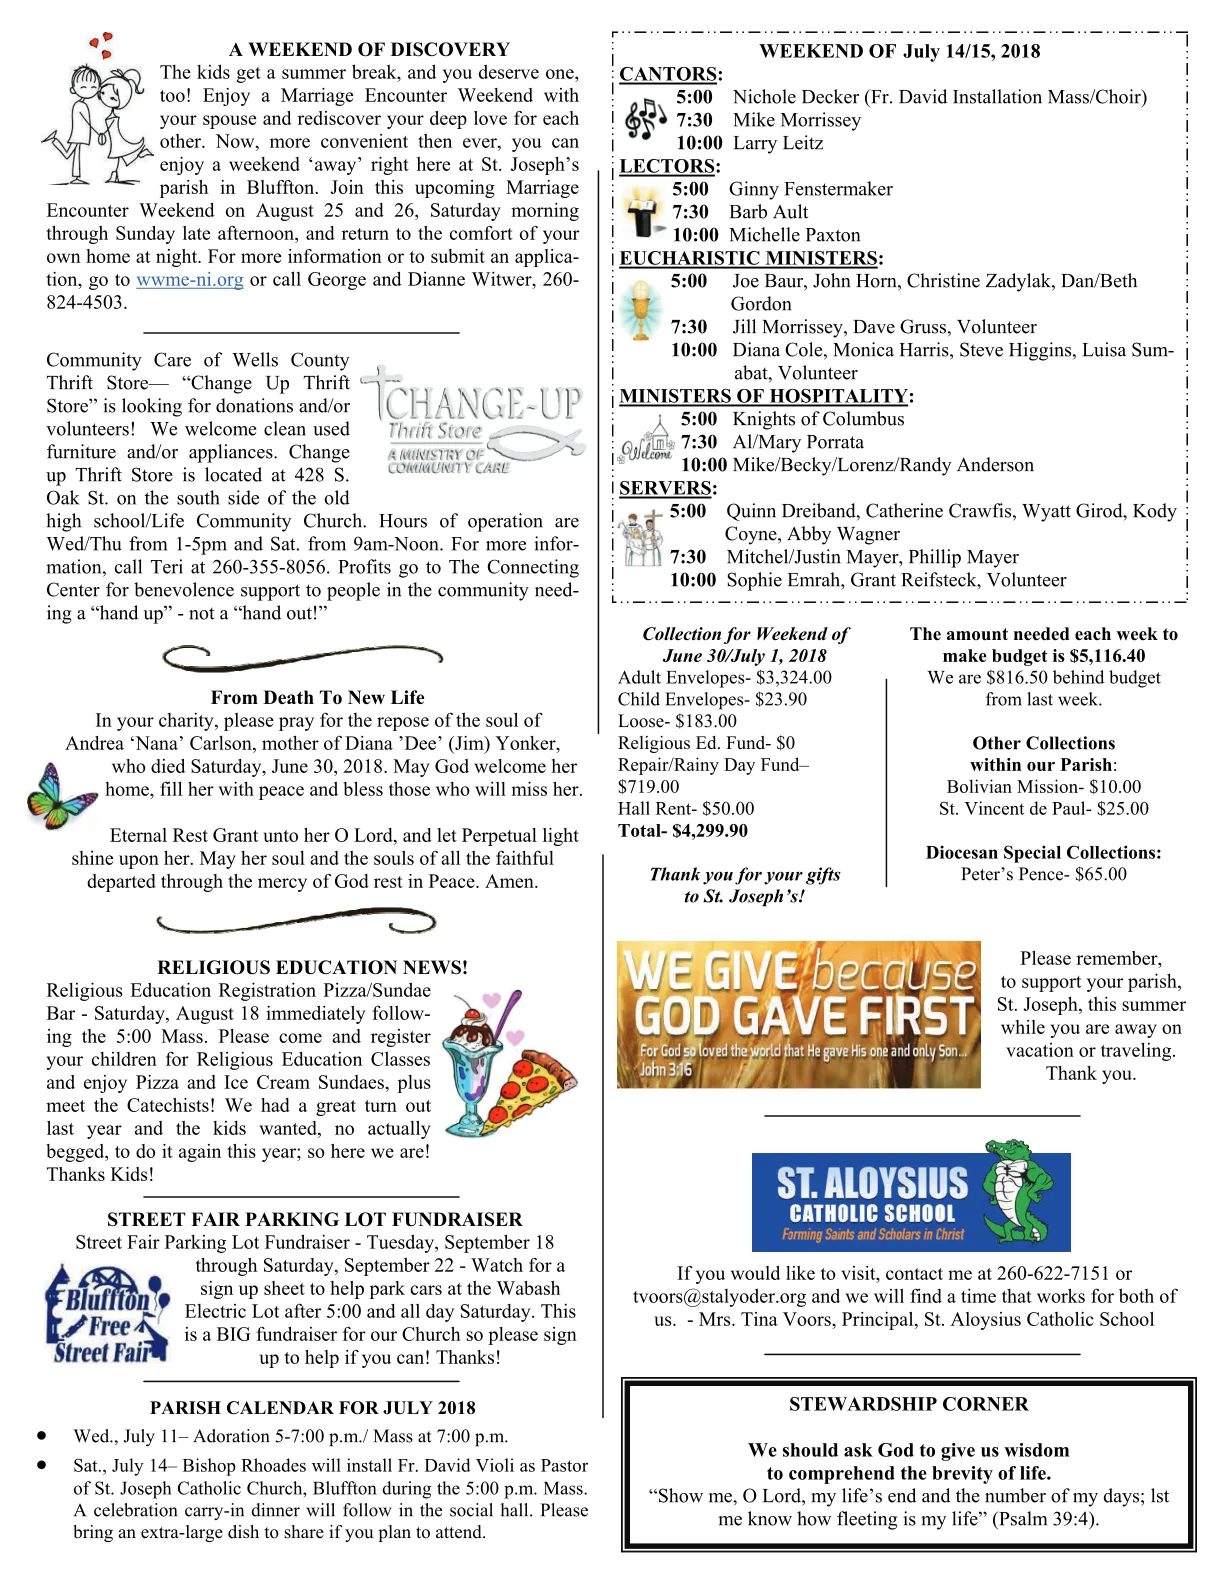 A WEEKEND OF DISCOVERY
The kids get a summer break, and you deserve one,
too! Enjoy a Marriage Encounter Weekend with
your spouse and rediscover your deep love for each
other. Now, more convenient then ever, you can
enjoy a weekend ‘away’ right here at St. Joseph’s
parish in Bluffton. Join this upcoming Marriage
Encounter Weekend on August 25 and 26, Saturday morning
through Sunday late afternoon, and return to the comfort of your
own home at night. For more information or to submit an applica-
tion, go to wwme-ni.org or call George and Dianne Witwer, 260-
824-4503.
Community Care of Wells County
Thrift Store— “Change Up Thrift
Store” is looking for donations and/or
volunteers! We welcome clean used
furniture and/or appliances. Change
up Thrift Store is located at 428 S.
Oak St. on the south side of the old
high school/Life Community Church. Hours of operation are
Wed/Thu from 1-5pm and Sat. from 9am-Noon. For more infor-
mation, call Teri at 260-355-8056. Profits go to The Connecting
Center for benevolence support to people in the community need-
ing a “hand up” - not a “hand out!”
CHANGE-UP
Thrift Store
A MINISTRY OF
COMMUNITY CARE
From Death To New Life
In your charity, please pray for the repose of the soul of
Andrea ‘Nana’ Carlson, mother of Diana ’Dee’ (Jim) Yonker,
who died Saturday, June 30, 2018. May God welcome her
home, fill her with peace and bless those who will miss her.
Eternal Rest Grant unto her O Lord, and let Perpetual light
shine upon her. May her soul and the souls of all the faithful
departed through the mercy of God rest in Peace. Amen.
RELIGIOUS EDUCATION NEWS!
Religious Education Registration Pizza/Sundae
Bar - Saturday, August 18 immediately follow-
ing the 5:00 Mass. Please come and register
your children for Religious Education Classes
and enjoy Pizza and Ice Cream Sundaes, plus
meet the Catechists! We had a great turn out
last year and the kids wanted, no actually
begged, to do it again this year; so here we are!
Thanks Kids!
STREET FAIR PARKING LOT FUNDRAISER
Street Fair Parking Lot Fundraiser - Tuesday, September 18
through Saturday, September 22 - Watch for a
sign up sheet to help park cars at the Wabash
Electric Lot after 5:00 and all day Saturday. This
is a BIG fundraiser for our Church so please sign
up to help if you can! Thanks!
Bluffton
Free
Street Fair
PARISH CALENDAR FOR JULY 2018
• Wed., July 11– Adoration 5-7:00 p.m./ Mass at 7:00 p.m.
• Sat., July 14– Bishop Rhoades will install Fr. David Violi as Pastor
of St. Joseph Catholic Church, Bluffton during the 5:00 p.m. Mass.
A celebration carry-in dinner will follow in the social hall. Please
bring an extra-large dish to share if you plan to attend.
WEEKEND OF July 14/15, 2018
CANTORS:
5:00 Nichole Decker (Fr. David Installation Mass/Choir)
7:30 Mike Morrissey
10:00 Larry Leitz
LECTORS:
5:00 Ginny Fenstermaker
7:30 Barb Ault
10:00 Michelle Paxton
EUCHARISTIC MINISTERS:
5:00 Joe Baur, John Horn, Christine Zadylak, Dan/Beth
Gordon
7:30 Jill Morrissey, Dave Gruss, Volunteer
10:00 Diana Cole, Monica Harris, Steve Higgins, Luisa Sum-
abat, Volunteer
MINISTERS OF HOSPITALITY:
5:00 Knights of Columbus
7:30 Al/Mary Porrata
10:00 Mike/Becky/Lorenz/Randy Anderson
Welcome
SERVERS:
5:00 Quinn Dreiband, Catherine Crawfis, Wyatt Girod, Kody
Coyne, Abby Wagner
7:30 Mitchel/Justin Mayer, Phillip Mayer
10:00 Sophie Emrah, Grant Reifsteck, Volunteer
Collection for Weekend of
June 30/July 1, 2018
Adult Envelopes- $3,324.00
Child Envelopes- $23.90
Loose- $183.00
Religious Ed. Fund- $0
Repair/Rainy Day Fund–
$719.00
Hall Rent- $50.00
Total- $4,299.90
Thank you for your gifts
to St. Joseph’s!
The amount needed each week to
make budget is $5,116.40
We are $816.50 behind budget
from last week.
Other Collections
within our Parish:
Bolivian Mission- $10.00
St. Vincent de Paul- $25.00
Diocesan Special Collections:
Peter’s Pence- $65.00
WE GIVE because
GOD GAVE FIRST
For God so loved the world that He gave His one and only Son...
John 3:16
Please remember,
to support your parish,
St. Joseph, this summer
while you are away on
vacation or traveling.
Thank you.
ST. ALOYSIUS
CATHOLIC SCHOOL
Forming Saints and Scholars in Christ
If you would like to visit, contact me at 260-622-7151 or
tvoors@stalyoder.org and we will find a time that works for both of
us. - Mrs. Tina Voors, Principal, St. Aloysius Catholic School
STEWARDSHIP CORNER
We should ask God to give us wisdom
to comprehend the brevity of life.
“Show me, O Lord, my life’s end and the number of my days; lst
me know how fleeting is my life” (Psalm 39:4).